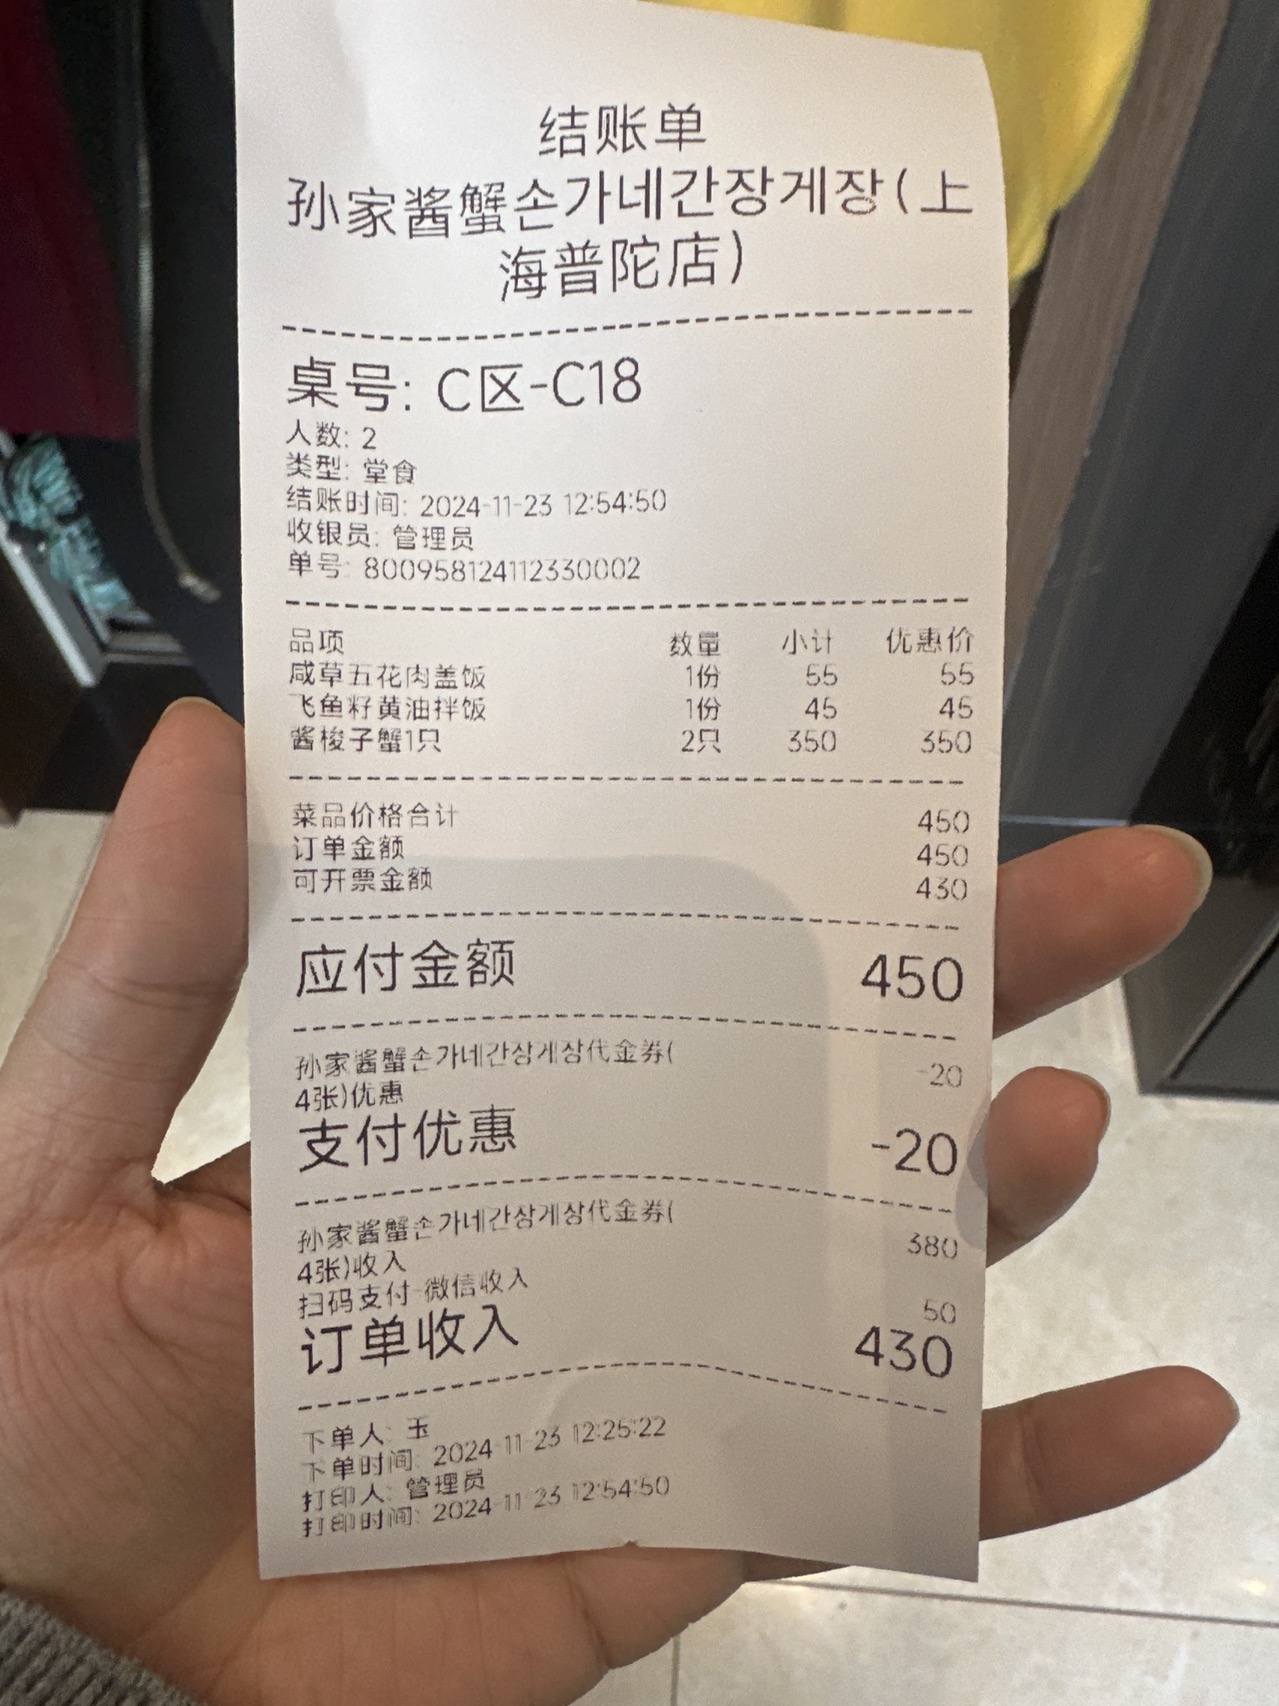 结账单
孙家酱蟹손가네간장게장(上
海普陀店)
桌号: C区-C18
人数: 2
类型: 堂食
结账时间: 2024-11-23 12:54:50
收银员: 管理员
单号: 800958124112330002
品项 数量 小计 优惠价
咸草五花肉盖饭 1份 55 55
飞鱼籽黄油拌饭 1份 45 45
酱梭子蟹1只 2只 350 350
菜品价格合计 450
订单金额 450
可开票金额 430
应付金额 450
孙家酱蟹손가네간장게장代金券( -20
4张)优惠
支付优惠 -20
孙家酱蟹손가네간장게장代金券( 380
4张)收入
扫码支付-微信收入 50
订单收入 430
下单人: 玉
下单时间: 2024-11-23 12:25:22
打印人: 管理员
打印时间: 2024-11-23 12:54:50